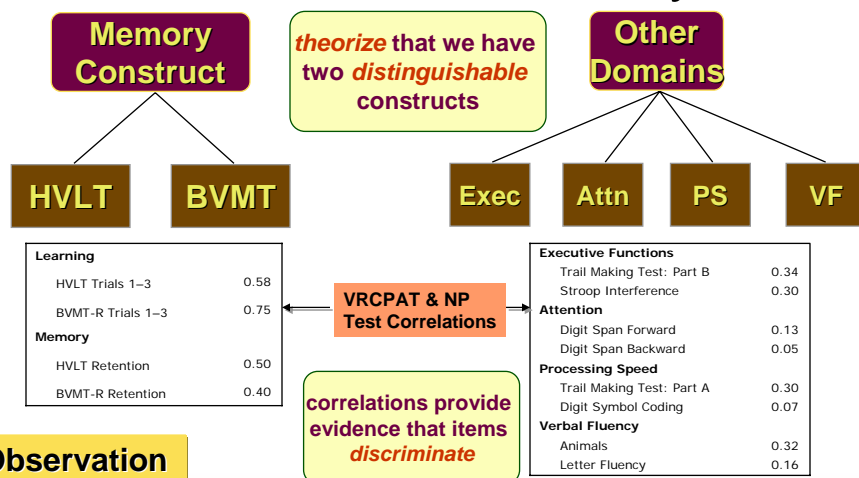 Memory
Construct
theorize that we have
two distinguishable
constructs
Other
Domains
HVLT
BVMT
Exec
Attn
PS
VF
Learning
HVLT Trials 1–3 0.58
BVMT-R Trials 1–3 0.75
Memory
HVLT Retention 0.50
BVMT-R Retention 0.40
VRCPAT & NP
Test Correlations
Executive Functions
Trail Making Test: Part B 0.34
Stroop Interference 0.30
Attention
Digit Span Forward 0.13
Digit Span Backward 0.05
Processing Speed
Trail Making Test: Part A 0.30
Digit Symbol Coding 0.07
Verbal Fluency
Animals 0.32
Letter Fluency 0.16
correlations provide
evidence that items
discriminate
Observation